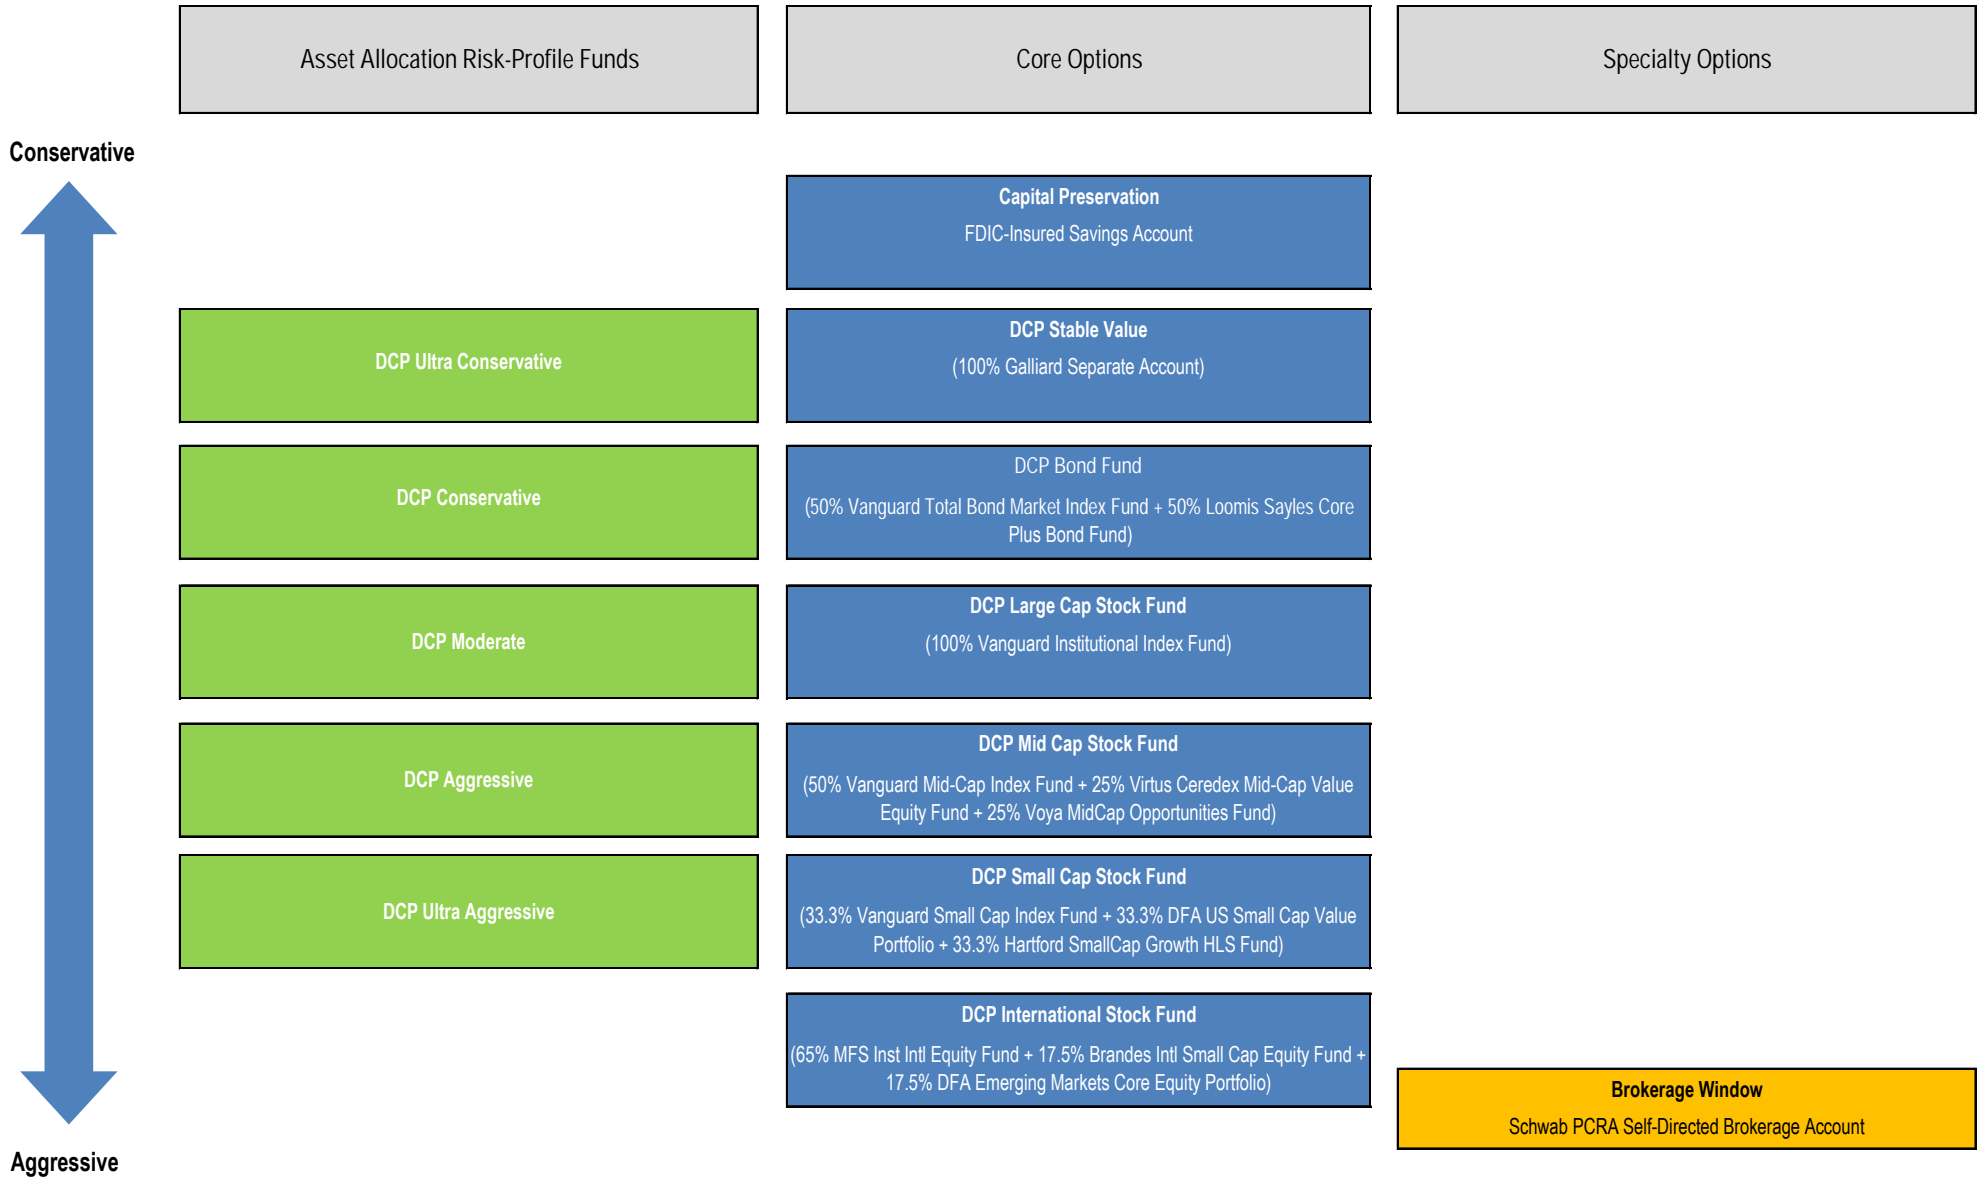 Asset Allocation Risk-Profile Funds
Core Options
Specialty Options
Conservative
Capital Preservation
FDIC-Insured Savings Account
DCP Ultra Conservative
DCP Stable Value
(100% Galliard Separate Account)
DCP Conservative
DCP Bond Fund
(50% Vanguard Total Bond Market Index Fund + 50% Loomis Sayles Core
Plus Bond Fund)
DCP Moderate
DCP Large Cap Stock Fund
(100% Vanguard Institutional Index Fund)
DCP Aggressive
DCP Mid Cap Stock Fund
(50% Vanguard Mid-Cap Index Fund + 25% Virtus Ceredex Mid-Cap Value
Equity Fund + 25% Voya MidCap Opportunities Fund)
DCP Ultra Aggressive
DCP Small Cap Stock Fund
(33.3% Vanguard Small Cap Index Fund + 33.3% DFA US Small Cap Value
Portfolio + 33.3% Hartford SmallCap Growth HLS Fund)
DCP International Stock Fund
(65% MFS Inst Intl Equity Fund + 17.5% Brandes Intl Small Cap Equity Fund +
17.5% DFA Emerging Markets Core Equity Portfolio)
Brokerage Window
Schwab PCRA Self-Directed Brokerage Account
Aggressive